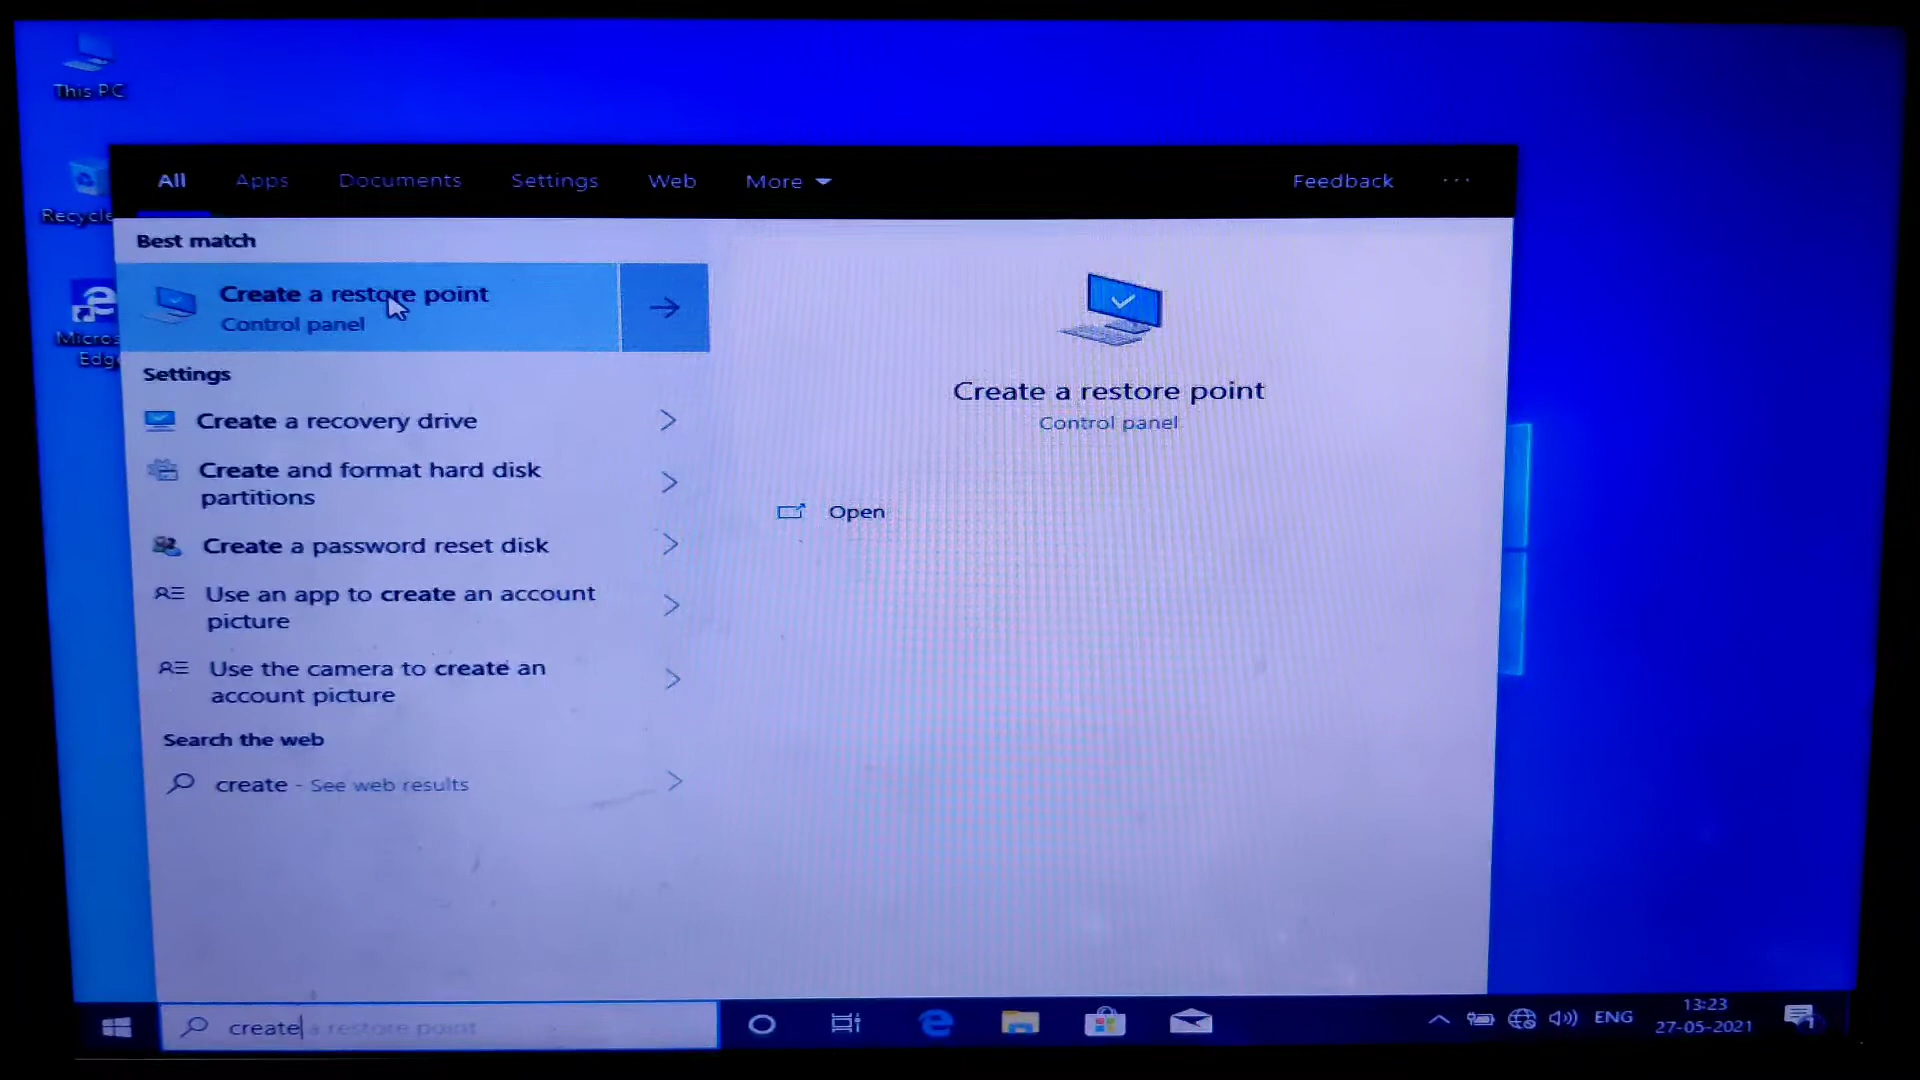 This PC
Recycle
Micros
Edg
All Apps Documents Settings Web More Feedback ...
Best match
Create a restore point
Control panel
Settings
Create a recovery drive
Create and format hard disk
partitions
Create a password reset disk
Use an app to create an account
picture
Use the camera to create an
account picture
Search the web
create - See web results
Create a restore point
Control panel
Open
create a restore point
ENG
13:23
27-05-2021